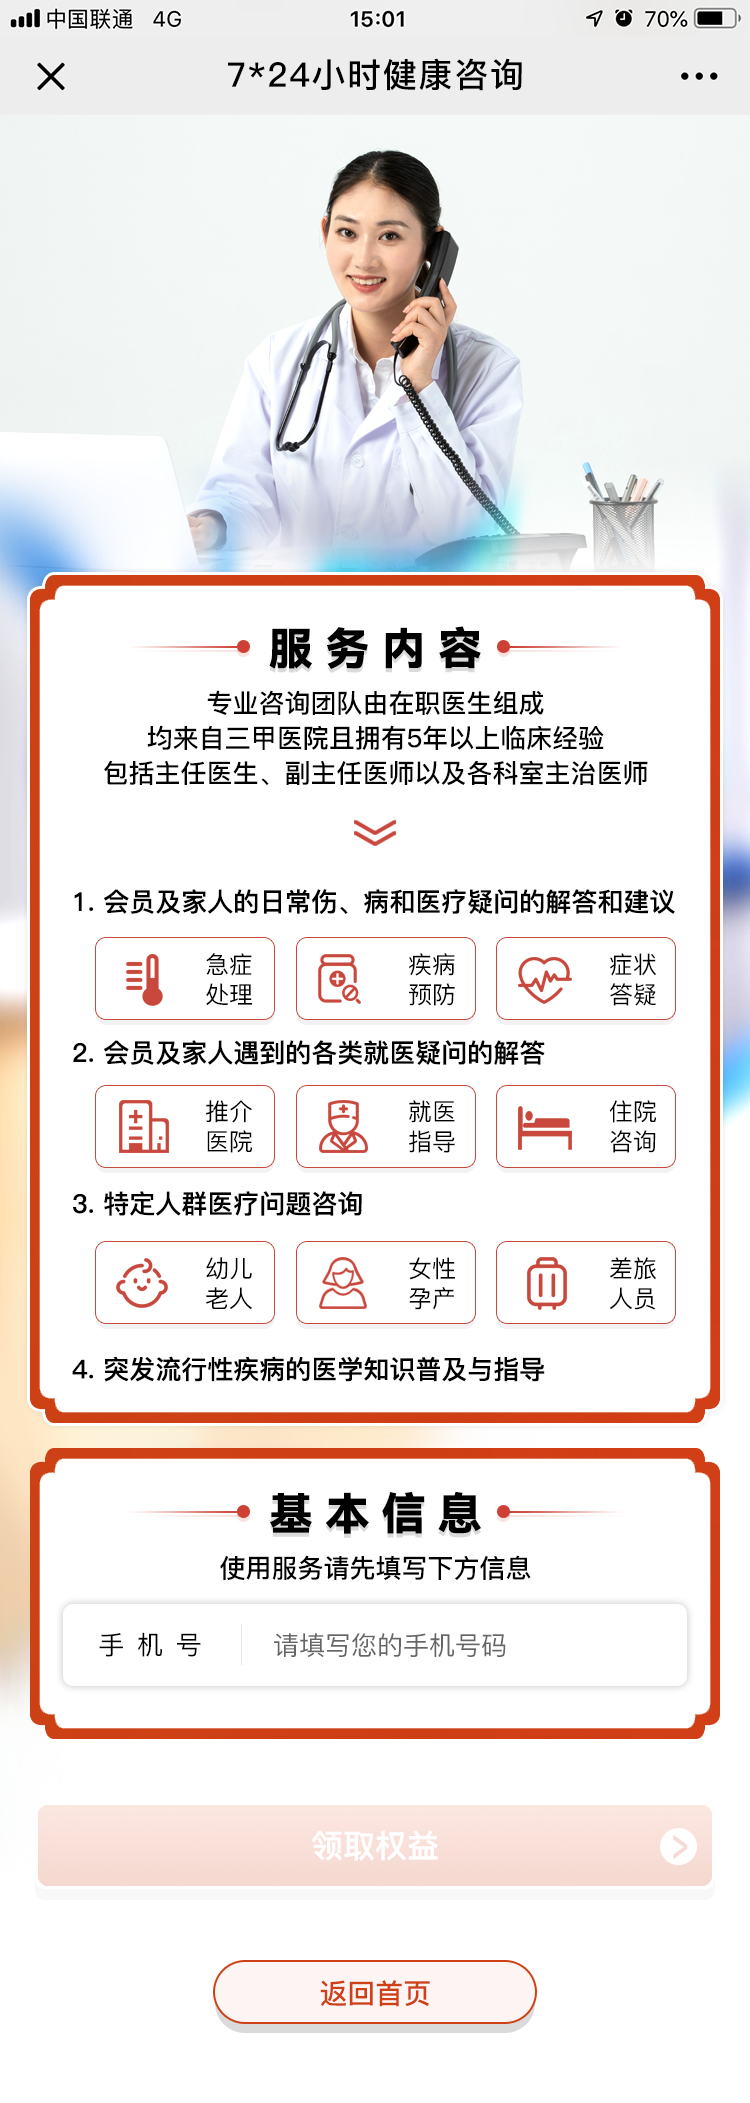 中国联通 4G 15:01 70%
7*24小时健康咨询
服务内容
专业咨询团队由在职医生组成
均来自三甲医院且拥有5年以上临床经验
包括主任医生、副主任医师以及各科室主治医师
1. 会员及家人的日常伤、病和医疗疑问的解答和建议
急症
处理
疾病
预防
症状
答疑
2. 会员及家人遇到的各类就医疑问的解答
推介
医院
就医
指导
住院
咨询
3. 特定人群医疗问题咨询
幼儿
老人
女性
孕产
差旅
人员
4. 突发流行性疾病的医学知识普及与指导
基本信息
使用服务请先填写下方信息
手机号 请填写您的手机号码
领取权益
返回首页